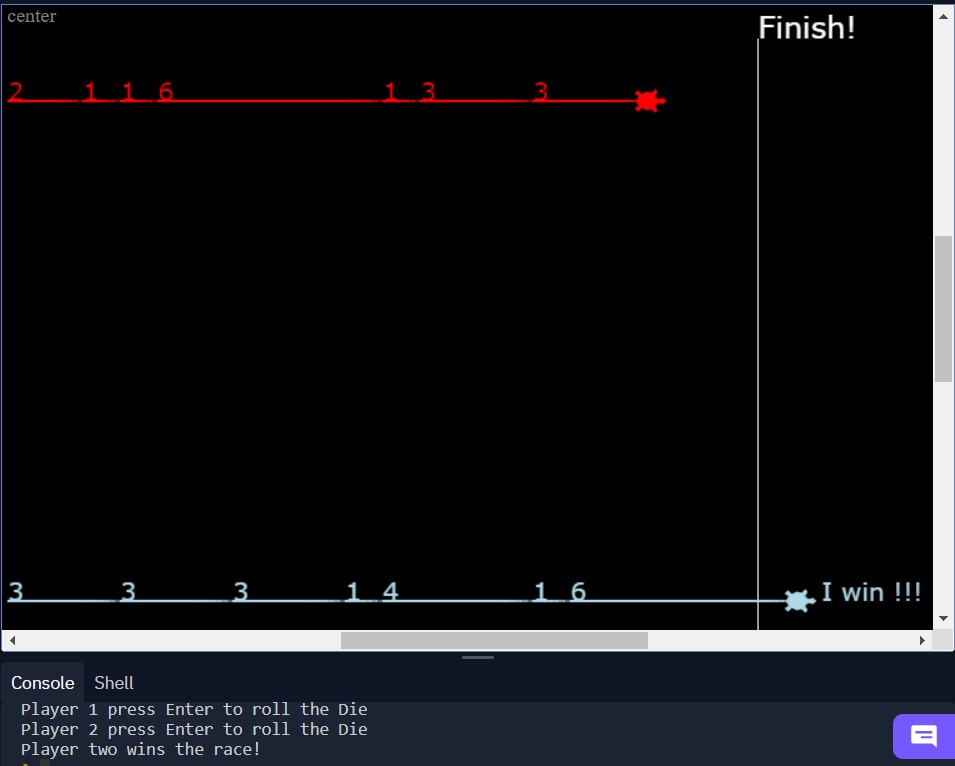 center
Finish!
2 1 1 6 1 3 3
3 3 3 1 4 1 6 I win !!!
Console Shell
Player 1 press Enter to roll the Die
Player 2 press Enter to roll the Die
Player two wins the race!